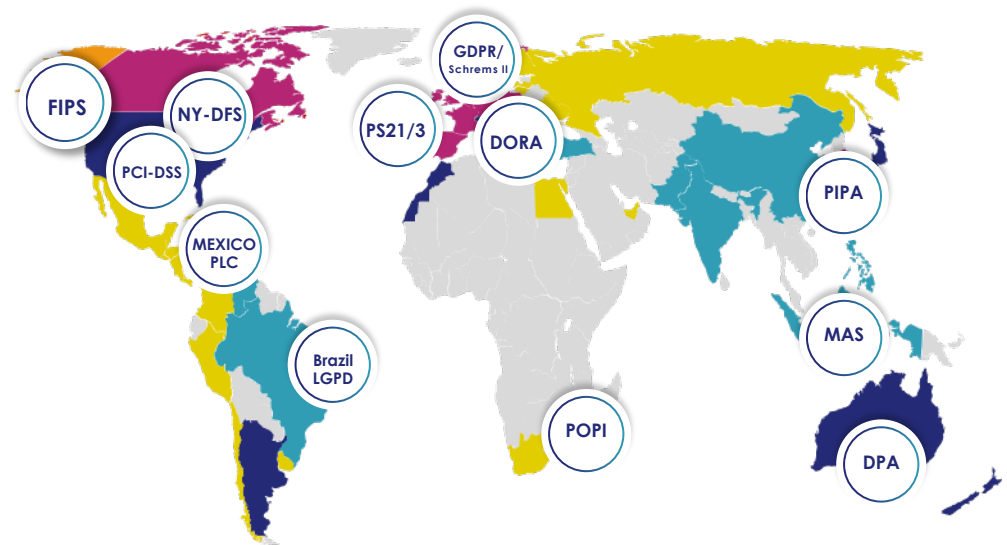 GDPR/
Schrems II
FIPS
NY-DFS
PS21/3
DORA
PCI-DSS
PIPA
MEXICO
PLC
MAS
Brazil
LGPD
POPI
DPA